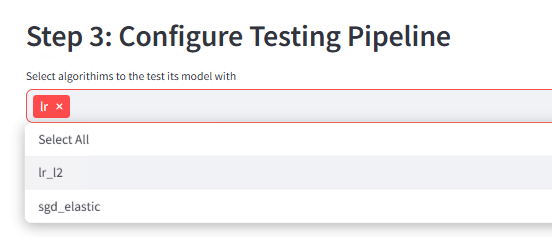 Step 3: Configure Testing Pipeline
Select algorithims to the test its model with
lr ×
Select All
lr_l2
sgd_elastic